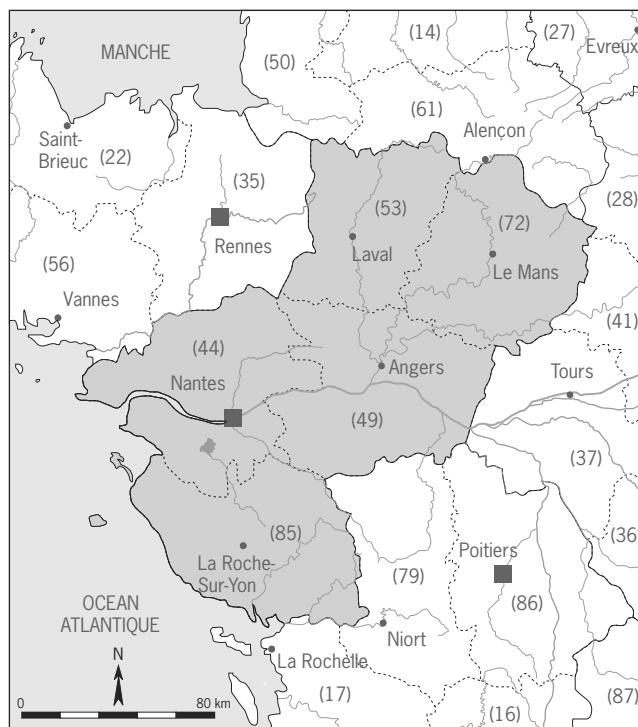 MANCHE
(50)
(14)
(27)
Evreux
(61)
Alençon
Saint-
Brieuc
(22)
(35)
Rennes
(53)
Laval
(72)
Le Mans
(28)
(56)
Vannes
(41)
(44)
Nantes
Angers
Tours
(49)
(37)
(85)
La Roche-
Sur-Yon
(79)
Poitiers
(36)
(86)
OCEAN
ATLANTIQUE
Niort
La Rochelle
N
0
80 km
(17)
(16)
(87)